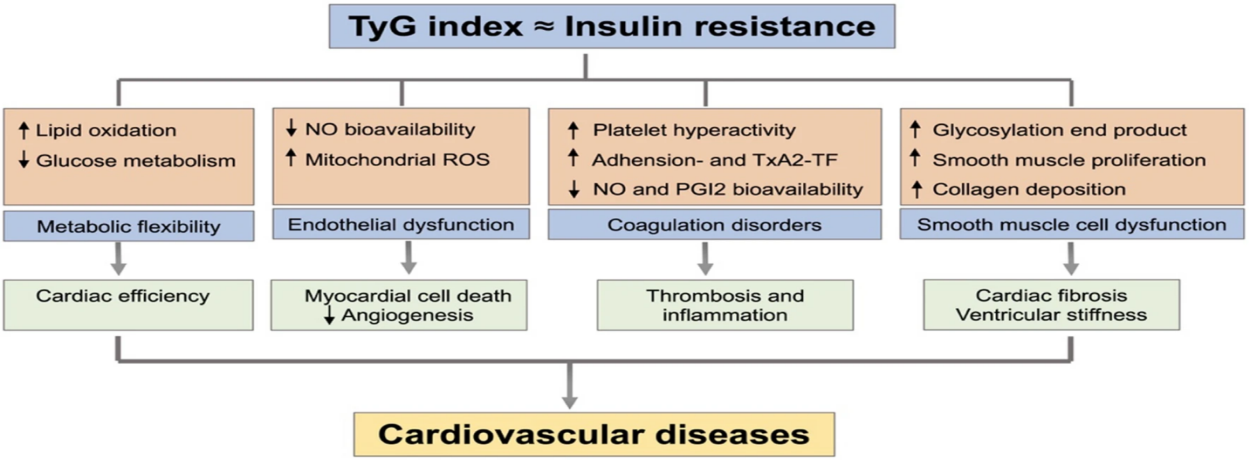 TyG index ≈ Insulin resistance
↑ Lipid oxidation
↓ Glucose metabolism
Metabolic flexibility
Cardiac efficiency
↓ NO bioavailability
↑ Mitochondrial ROS
Endothelial dysfunction
Myocardial cell death
↓ Angiogenesis
↑ Platelet hyperactivity
↑ Adhension- and TxA2-TF
↓ NO and PGI2 bioavailability
Coagulation disorders
Thrombosis and
inflammation
↑ Glycosylation end product
↑ Smooth muscle proliferation
↑ Collagen deposition
Smooth muscle cell dysfunction
Cardiac fibrosis
Ventricular stiffness
Cardiovascular diseases